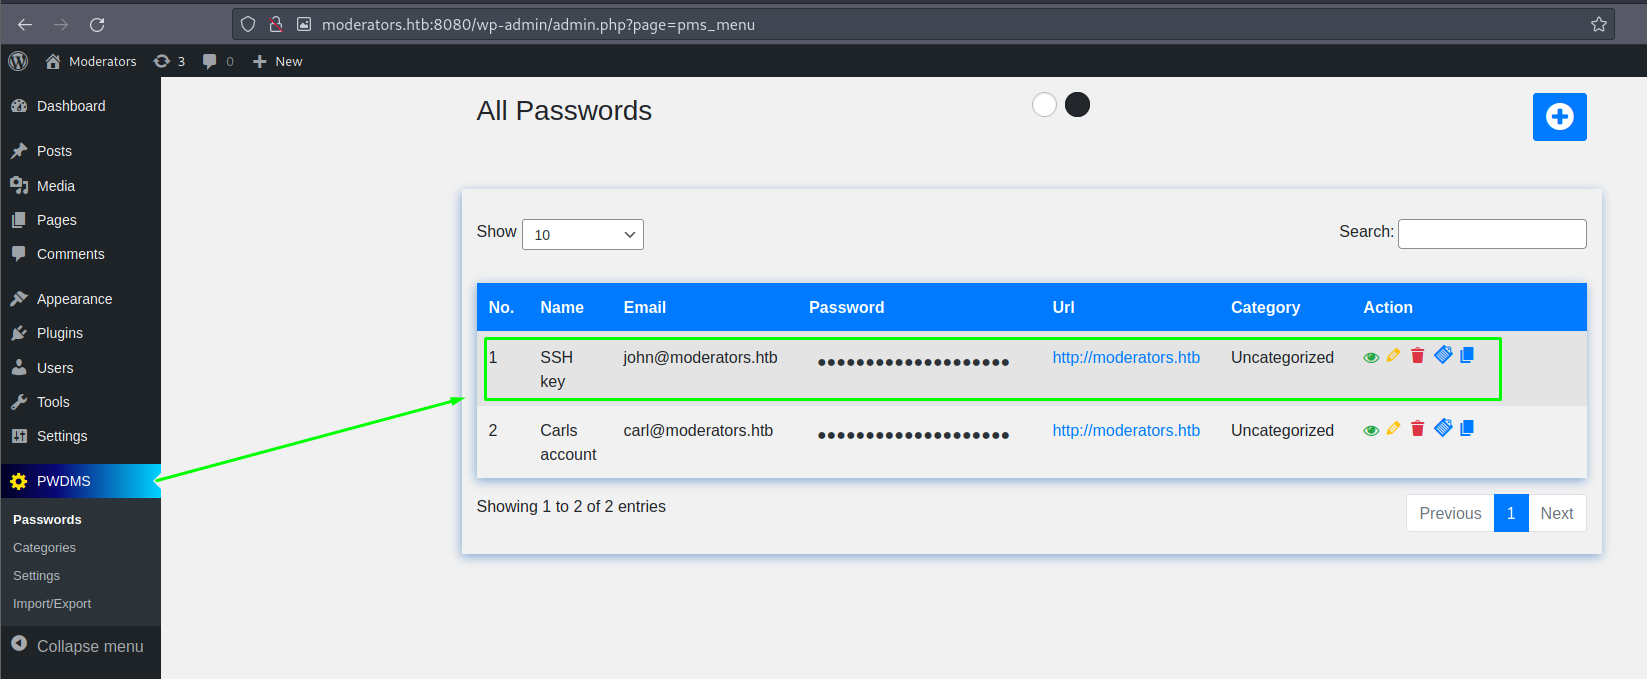 moderators.htb:8080/wp-admin/admin.php?page=pms_menu
Moderators 3 0 New
Dashboard
Posts
Media
Pages
Comments
Appearance
Plugins
Users
Tools
Settings
PWDMS
Passwords
Categories
Settings
Import/Export
Collapse menu
All Passwords
Show 10 Search:
No. Name Email Password Url Category Action
1 SSH key john@moderators.htb •••••••••••••••••••• http://moderators.htb Uncategorized
2 Carls account carl@moderators.htb •••••••••••••••••••• http://moderators.htb Uncategorized
Showing 1 to 2 of 2 entries
Previous 1 Next